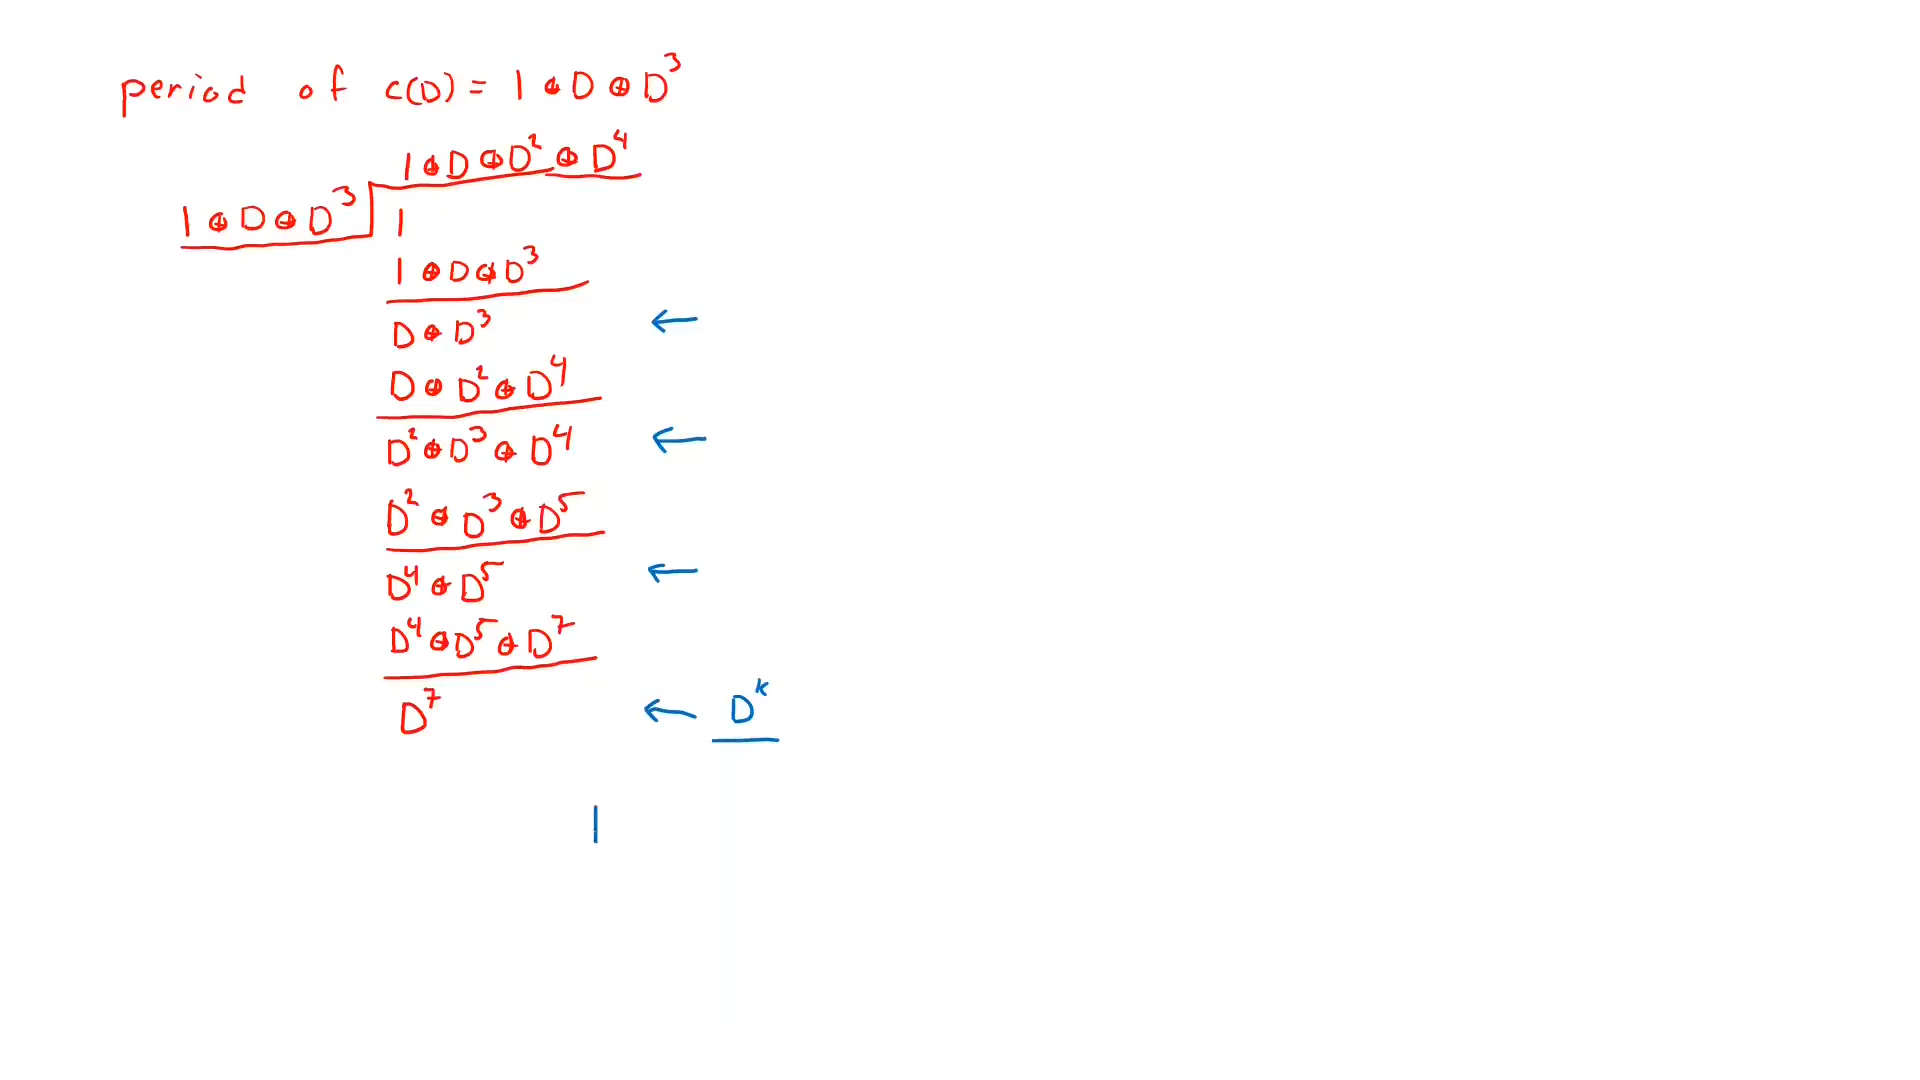 period of c(D) = 1 ⊕ D ⊕ D³
1 ⊕ D ⊕ D² ⊕ D⁴
1 ⊕ D ⊕ D³ 1
1 ⊕ D ⊕ D³
D ⊕ D³ ←
D ⊕ D² ⊕ D⁴
D² ⊕ D³ ⊕ D⁴ ←
D² ⊕ D³ ⊕ D⁵
D⁴ ⊕ D⁵ ←
D⁴ ⊕ D⁵ ⊕ D⁷
D⁷ ← Dᵏ
1